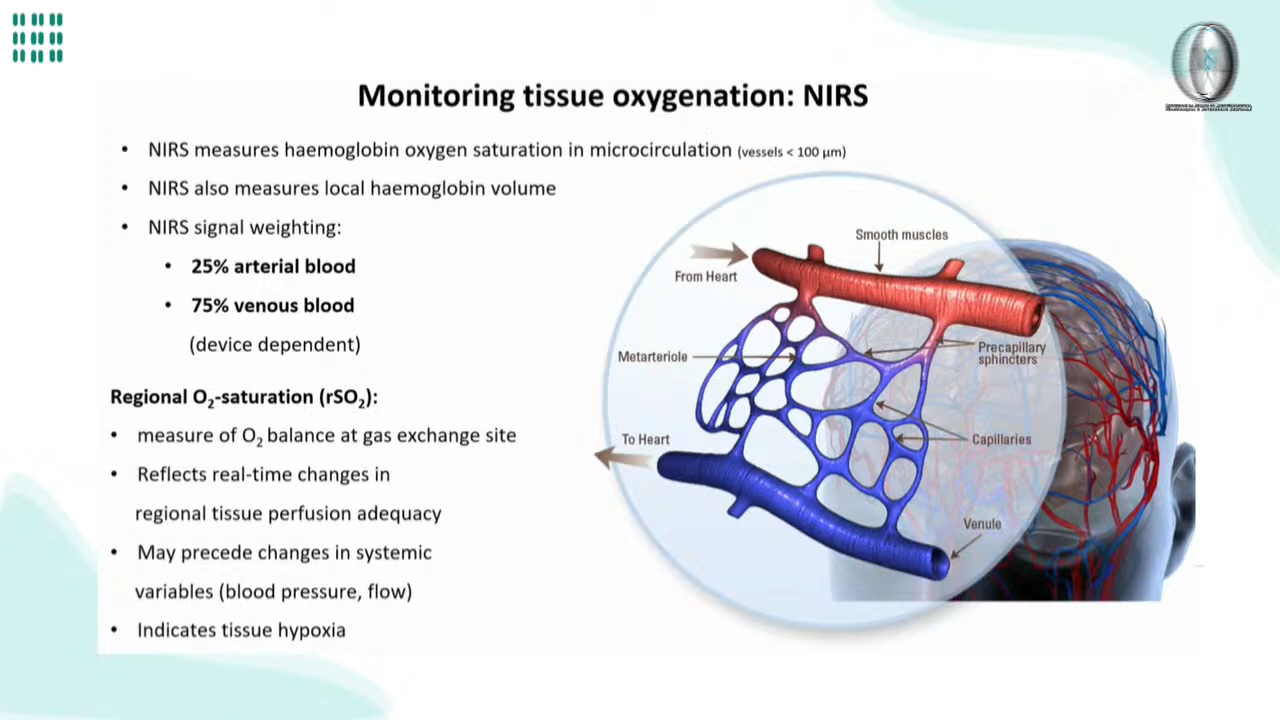 Monitoring tissue oxygenation: NIRS
• NIRS measures haemoglobin oxygen saturation in microcirculation (vessels < 100 µm)
• NIRS also measures local haemoglobin volume
• NIRS signal weighting:
• 25% arterial blood
• 75% venous blood
(device dependent)
Regional O₂-saturation (rSO₂):
• measure of O₂ balance at gas exchange site
• Reflects real-time changes in
regional tissue perfusion adequacy
• May precede changes in systemic
variables (blood pressure, flow)
• Indicates tissue hypoxia
Smooth muscles
From Heart
Metarteriole
Precapillary
sphincters
To Heart
Capillaries
Venule